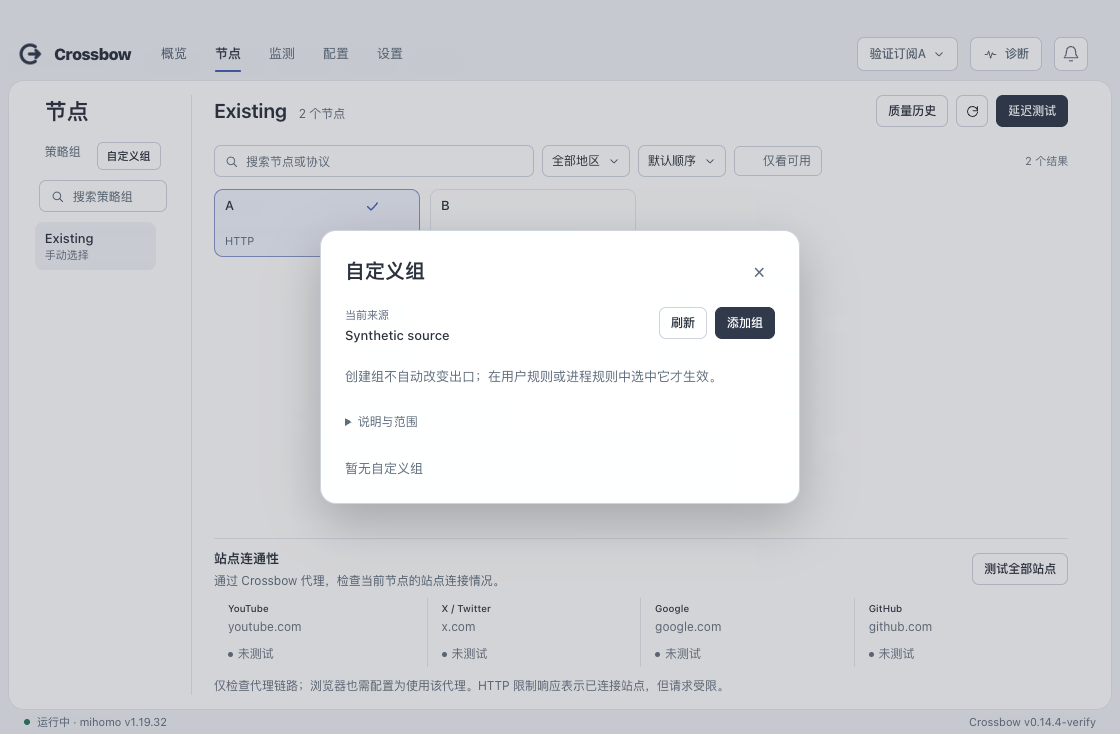 Crossbow 概览 节点 监测 配置 设置 验证订阅A 诊断
节点
策略组 自定义组
搜索策略组
Existing
手动选择
Existing 2 个节点 质量历史 延迟测试
搜索节点或协议 全部地区 默认顺序 仅看可用 2 个结果
A B
HTTP
自定义组
当前来源
Synthetic source
刷新 添加组
创建组不自动改变出口；在用户规则或进程规则中选中它才生效。
说明与范围
暂无自定义组
站点连通性
通过 Crossbow 代理，检查当前节点的站点连接情况。
测试全部站点
YouTube X / Twitter Google GitHub
youtube.com x.com google.com github.com
未测试 未测试 未测试 未测试
仅检查代理链路；浏览器也需配置为使用该代理。HTTP 限制响应表示已连接站点，但请求受限。
运行中 · mihomo v1.19.32 Crossbow v0.14.4-verify